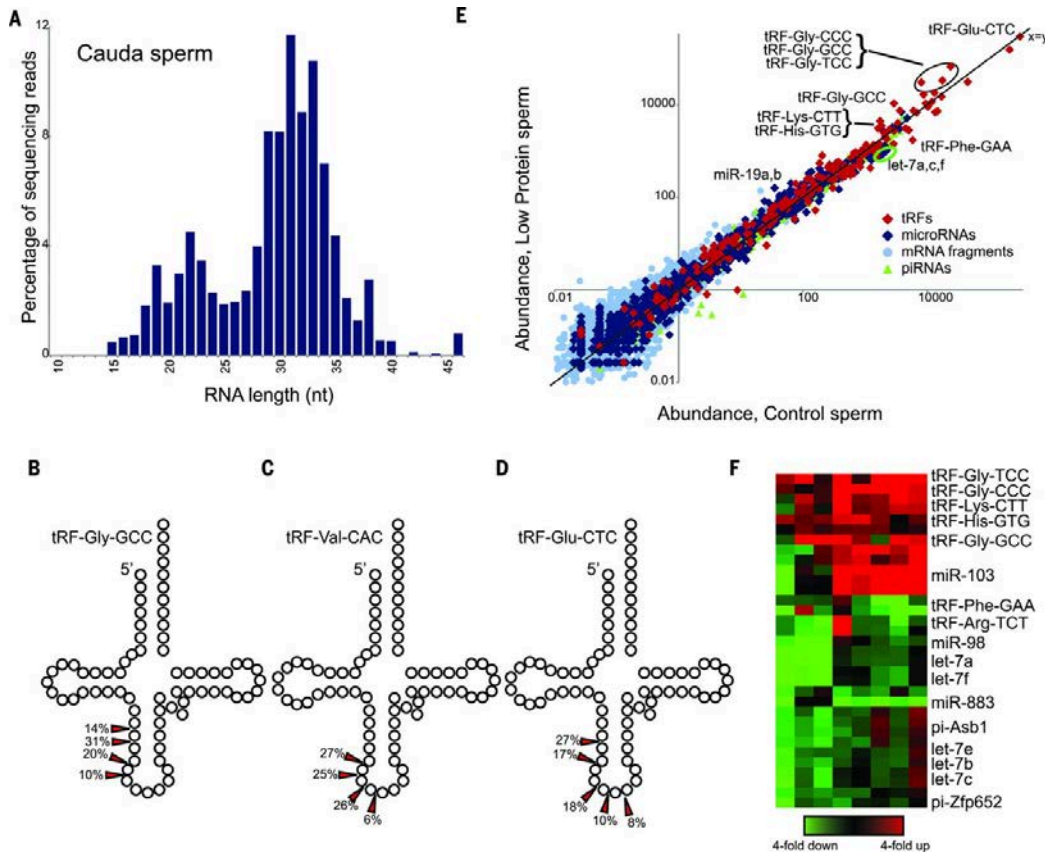 A
Cauda sperm
Percentage of sequencing reads
12
8
4
0
10
15
20
25
30
35
40
45
RNA length (nt)
E
tRF-Gly-CCC
tRF-Gly-GCC
tRF-Gly-TCC
tRF-Glu-CTC
x=y
10000
tRF-Gly-GCC
tRF-Lys-CTT
tRF-His-GTG
tRF-Phe-GAA
let-7a,c,f
miR-19a,b
100
tRFs
microRNAs
mRNA fragments
piRNAs
0.01
100
10000
0.01
Abundance, Low Protein sperm
Abundance, Control sperm
B
tRF-Gly-GCC
5'
14%
31%
20%
10%
C
tRF-Val-CAC
5'
27%
25%
26%
6%
D
tRF-Glu-CTC
5'
27%
17%
18%
10%
8%
F
tRF-Gly-TCC
tRF-Gly-CCC
tRF-Lys-CTT
tRF-His-GTG
tRF-Gly-GCC
miR-103
tRF-Phe-GAA
tRF-Arg-TCT
miR-98
let-7a
let-7f
miR-883
pi-Asb1
let-7e
let-7b
let-7c
pi-Zfp652
4-fold down
4-fold up